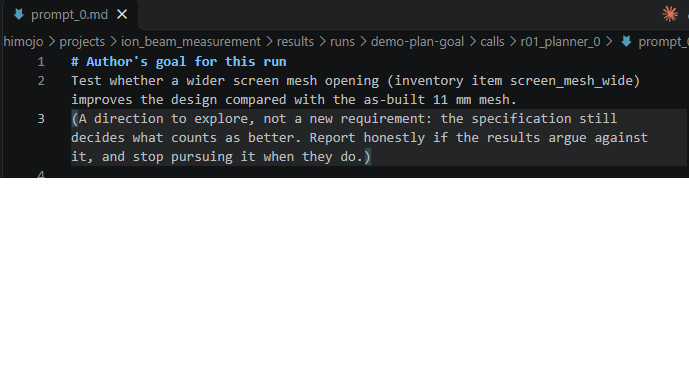 prompt_0.md
himojo > projects > ion_beam_measurement > results > runs > demo-plan-goal > calls > r01_planner_0 > prompt_
1 # Author's goal for this run
2 Test whether a wider screen mesh opening (inventory item screen_mesh_wide)
improves the design compared with the as-built 11 mm mesh.
3 (A direction to explore, not a new requirement: the specification still
decides what counts as better. Report honestly if the results argue against
it, and stop pursuing it when they do.)
4